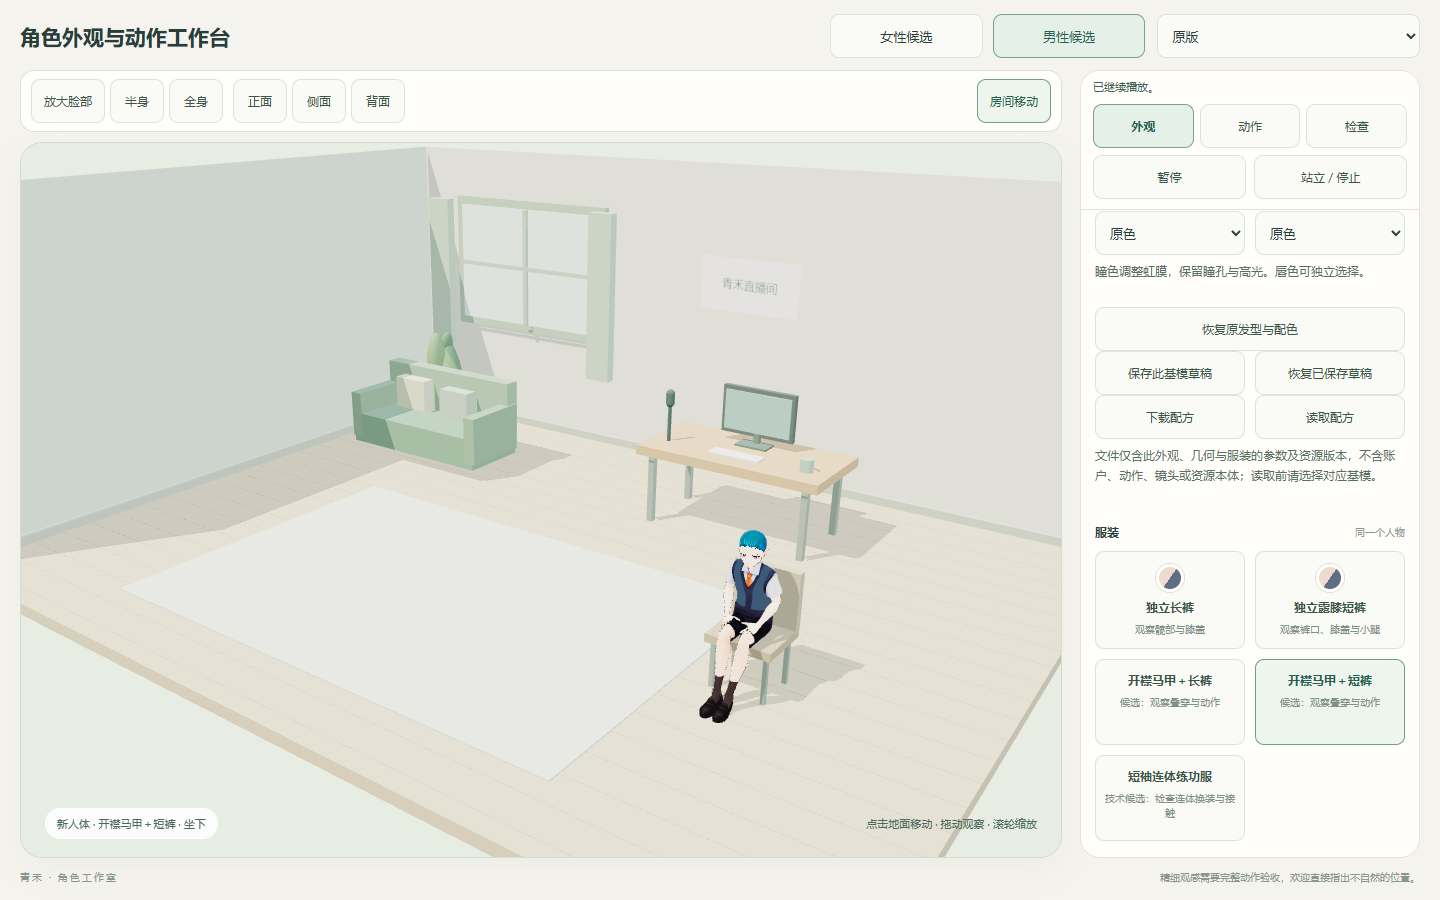 角色外观与动作工作台
女性候选
男性候选
原版
放大脸部
半身
全身
正面
侧面
背面
房间移动
已继续播放。
外观
动作
检查
暂停
站立 / 停止
原色
原色
瞳色调整虹膜，保留瞳孔与高光。唇色可独立选择。
恢复原发型与配色
保存此基模草稿
恢复已保存草稿
下载配方
读取配方
文件仅含此外观、几何与服装的参数及资源版本，不含账
户、动作、镜头或资源本体；读取前请选择对应基模。
服装
同一个人物
独立长裤
观察髋部与膝盖
独立露膝短裤
观察裤口、膝盖与小腿
开襟马甲 + 长裤
候选：观察叠穿与动作
开襟马甲 + 短裤
候选：观察叠穿与动作
短袖连体练功服
技术候选：检查连体换装与接
触
青禾直播间
新人体 · 开襟马甲 + 短裤 · 坐下
点击地面移动 · 拖动观察 · 滚轮缩放
青禾 · 角色工作室
精细观感需要完整动作验收，欢迎直接指出不自然的位置。